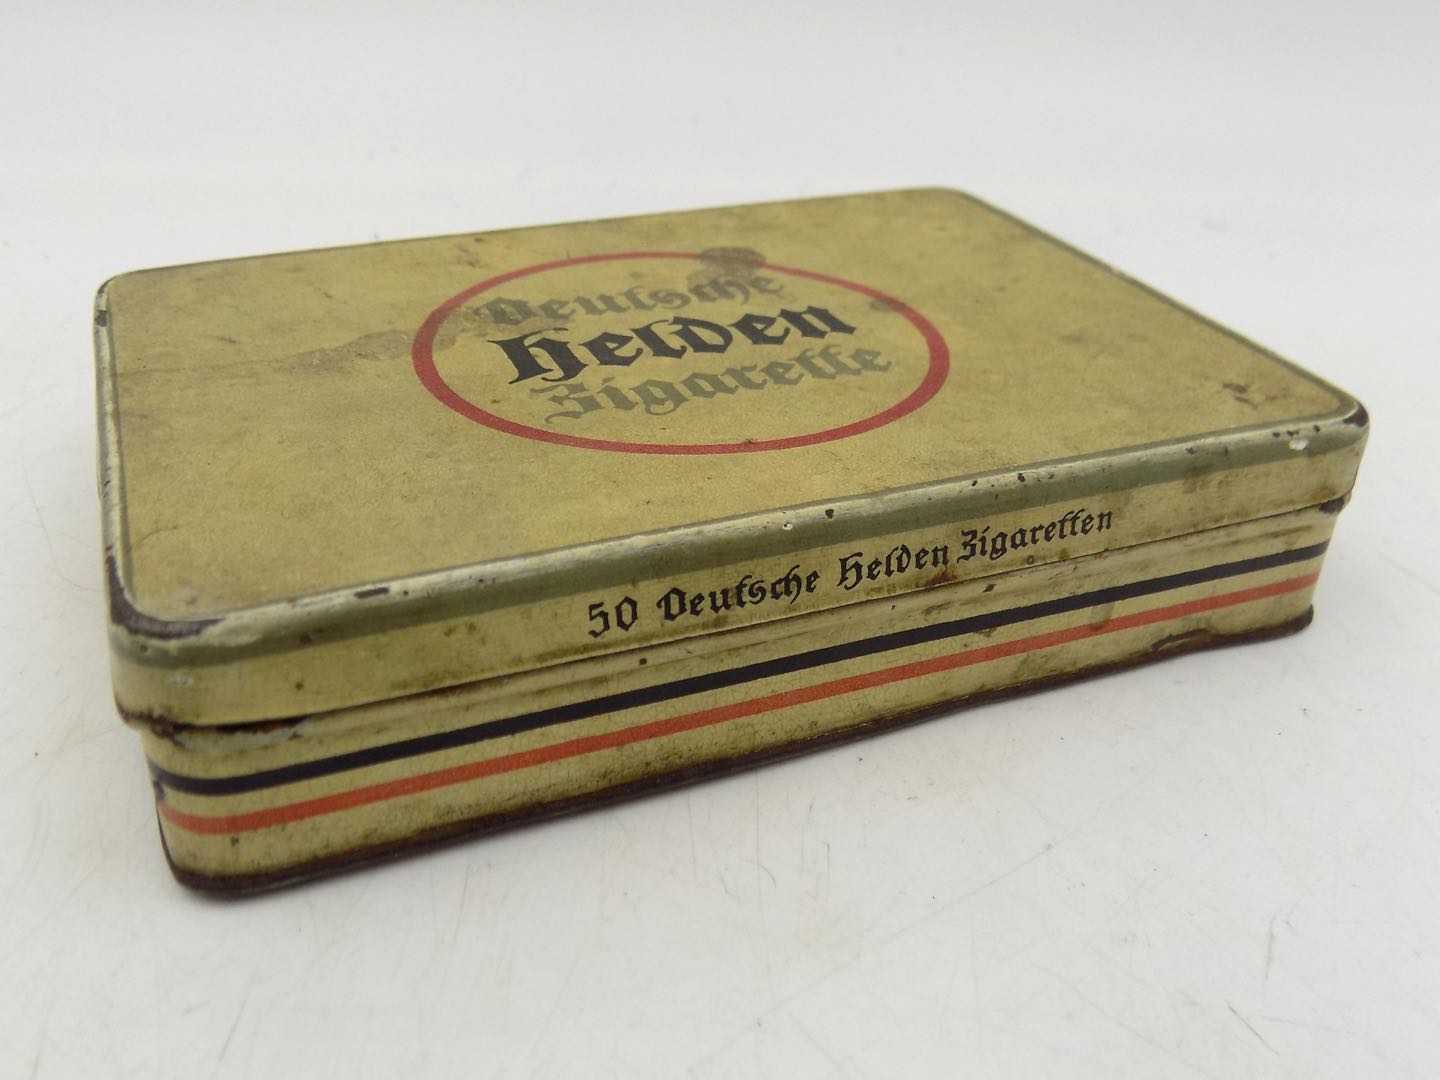 Deutsche
Helden
Zigarette
50 Deutsche Helden Zigaretten